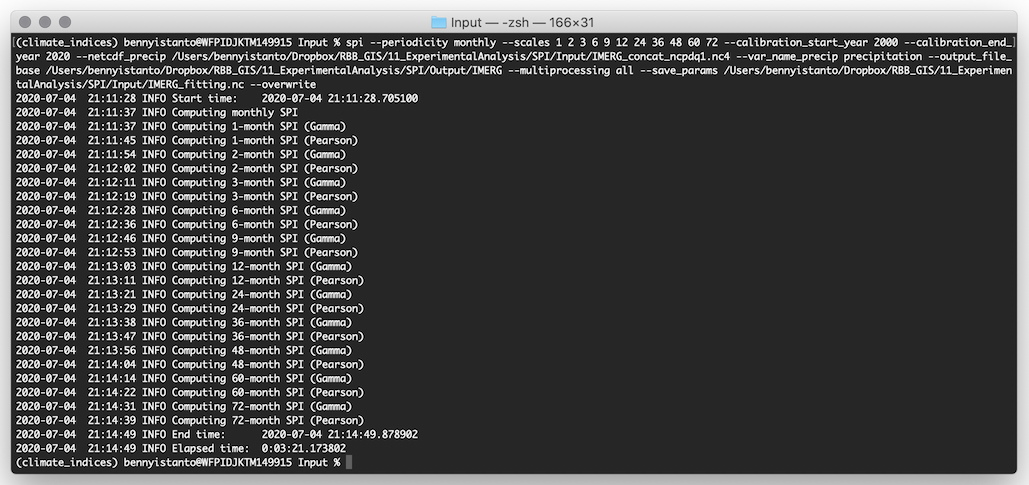 Input — -zsh — 166×31
[(climate_indices) bennyistanto@WFPIDJKTM149915 Input % spi --periodicity monthly --scales 1 2 3 6 9 12 24 36 48 60 72 --calibration_start_year 2000 --calibration_end_]
year 2020 --netcdf_precip /Users/bennyistanto/Dropbox/RBB_GIS/11_ExperimentalAnalysis/SPI/Input/IMERG_concat_ncpdq1.nc4 --var_name_precip precipitation --output_file_
base /Users/bennyistanto/Dropbox/RBB_GIS/11_ExperimentalAnalysis/SPI/Output/IMERG --multiprocessing all --save_params /Users/bennyistanto/Dropbox/RBB_GIS/11_Experimen
talAnalysis/SPI/Input/IMERG_fitting.nc --overwrite
2020-07-04  21:11:28 INFO Start time:    2020-07-04 21:11:28.705100
2020-07-04  21:11:37 INFO Computing monthly SPI
2020-07-04  21:11:37 INFO Computing 1-month SPI (Gamma)
2020-07-04  21:11:45 INFO Computing 1-month SPI (Pearson)
2020-07-04  21:11:54 INFO Computing 2-month SPI (Gamma)
2020-07-04  21:12:02 INFO Computing 2-month SPI (Pearson)
2020-07-04  21:12:11 INFO Computing 3-month SPI (Gamma)
2020-07-04  21:12:19 INFO Computing 3-month SPI (Pearson)
2020-07-04  21:12:28 INFO Computing 6-month SPI (Gamma)
2020-07-04  21:12:36 INFO Computing 6-month SPI (Pearson)
2020-07-04  21:12:46 INFO Computing 9-month SPI (Gamma)
2020-07-04  21:12:53 INFO Computing 9-month SPI (Pearson)
2020-07-04  21:13:03 INFO Computing 12-month SPI (Gamma)
2020-07-04  21:13:11 INFO Computing 12-month SPI (Pearson)
2020-07-04  21:13:21 INFO Computing 24-month SPI (Gamma)
2020-07-04  21:13:29 INFO Computing 24-month SPI (Pearson)
2020-07-04  21:13:38 INFO Computing 36-month SPI (Gamma)
2020-07-04  21:13:47 INFO Computing 36-month SPI (Pearson)
2020-07-04  21:13:56 INFO Computing 48-month SPI (Gamma)
2020-07-04  21:14:04 INFO Computing 48-month SPI (Pearson)
2020-07-04  21:14:14 INFO Computing 60-month SPI (Gamma)
2020-07-04  21:14:22 INFO Computing 60-month SPI (Pearson)
2020-07-04  21:14:31 INFO Computing 72-month SPI (Gamma)
2020-07-04  21:14:39 INFO Computing 72-month SPI (Pearson)
2020-07-04  21:14:49 INFO End time:      2020-07-04 21:14:49.878902
2020-07-04  21:14:49 INFO Elapsed time:  0:03:21.173802
(climate_indices) bennyistanto@WFPIDJKTM149915 Input %